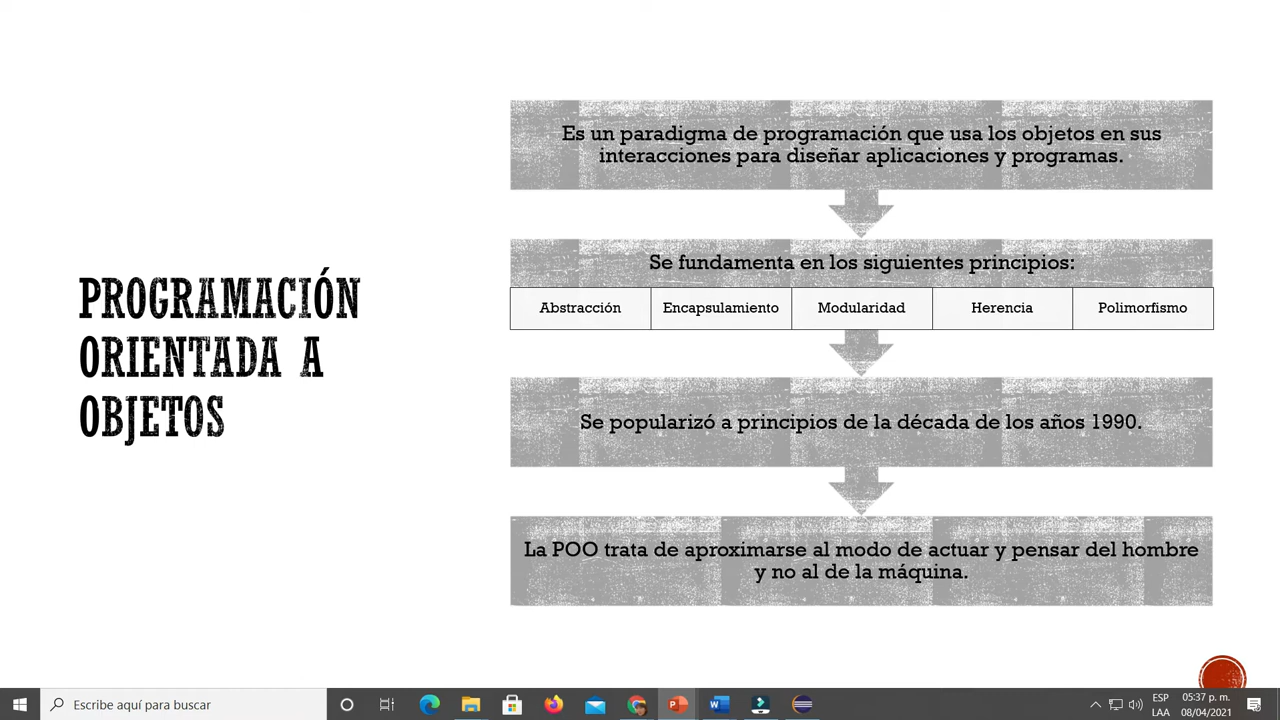 PROGRAMACIÓN
ORIENTADA A
OBJETOS
Es un paradigma de programación que usa los objetos en sus
interacciones para diseñar aplicaciones y programas.
Se fundamenta en los siguientes principios:
Abstracción Encapsulamiento Modularidad Herencia Polimorfismo
Se popularizó a principios de la década de los años 1990.
La POO trata de aproximarse al modo de actuar y pensar del hombre
y no al de la máquina.
Escribe aquí para buscar
ESP
LAA
05:37 p. m.
08/04/2021